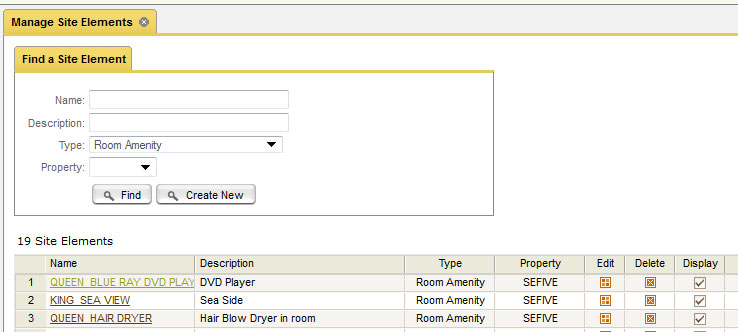 Manage Site Elements
Find a Site Element
Name:
Description:
Type: Room Amenity
Property:
Find Create New
19 Site Elements
Name Description Type Property Edit Delete Display
1 QUEEN_BLUE RAY DVD PLAY DVD Player Room Amenity SEFIVE
2 KING_SEA VIEW Sea Side Room Amenity SEFIVE
3 QUEEN_HAIR DRYER Hair Blow Dryer in room Room Amenity SEFIVE